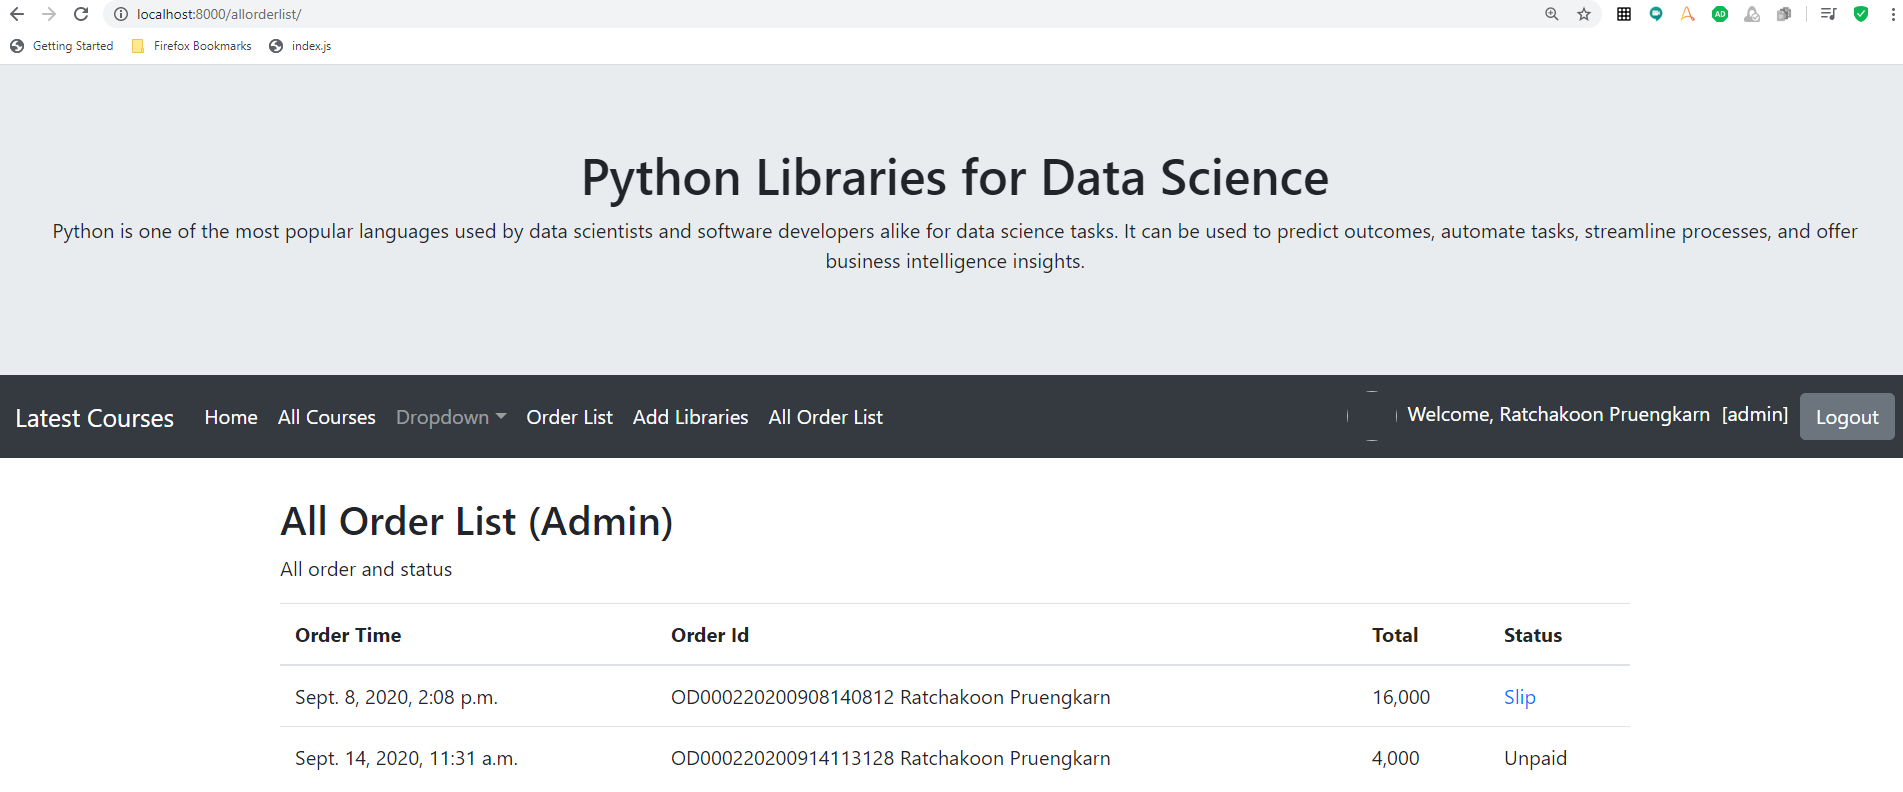 localhost:8000/allorderlist/
AD
Getting Started Firefox Bookmarks index.js
Python Libraries for Data Science
Python is one of the most popular languages used by data scientists and software developers alike for data science tasks. It can be used to predict outcomes, automate tasks, streamline processes, and offer
business intelligence insights.
Latest Courses Home All Courses Dropdown Order List Add Libraries All Order List Welcome, Ratchakoon Pruengkarn [admin] Logout
All Order List (Admin)
All order and status
Order Time Order Id Total Status
Sept. 8, 2020, 2:08 p.m. OD000220200908140812 Ratchakoon Pruengkarn 16,000 Slip
Sept. 14, 2020, 11:31 a.m. OD000220200914113128 Ratchakoon Pruengkarn 4,000 Unpaid